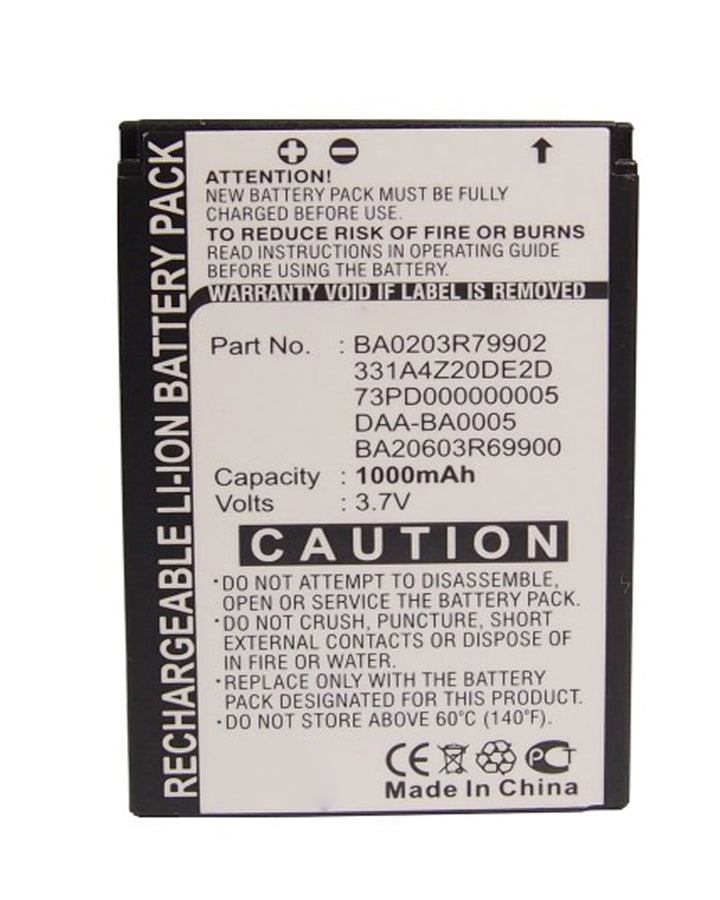 RECHARGEABLE LI-ION BATTERY PACK
ATTENTION!
NEW BATTERY PACK MUST BE FULLY
CHARGED BEFORE USE.
TO REDUCE RISK OF FIRE OR BURNS
READ INSTRUCTIONS IN OPERATING GUIDE
BEFORE USING THE BATTERY.
WARRANTY VOID IF LABEL IS REMOVED
Part No. : BA0203R79902
331A4Z20DE2D
73PD000000005
DAA-BA0005
BA20603R69900
Capacity : 1000mAh
Volts : 3.7V
CAUTION
·DO NOT ATTEMPT TO DISASSEMBLE,
OPEN OR SERVICE THE BATTERY PACK.
·DO NOT CRUSH, PUNCTURE, SHORT
EXTERNAL CONTACTS OR DISPOSE OF
IN FIRE OR WATER.
·REPLACE ONLY WITH THE BATTERY
PACK DESIGNATED FOR THIS PRODUCT.
·DO NOT STORE ABOVE 60°C (140°F).
CE PCT
Made In China